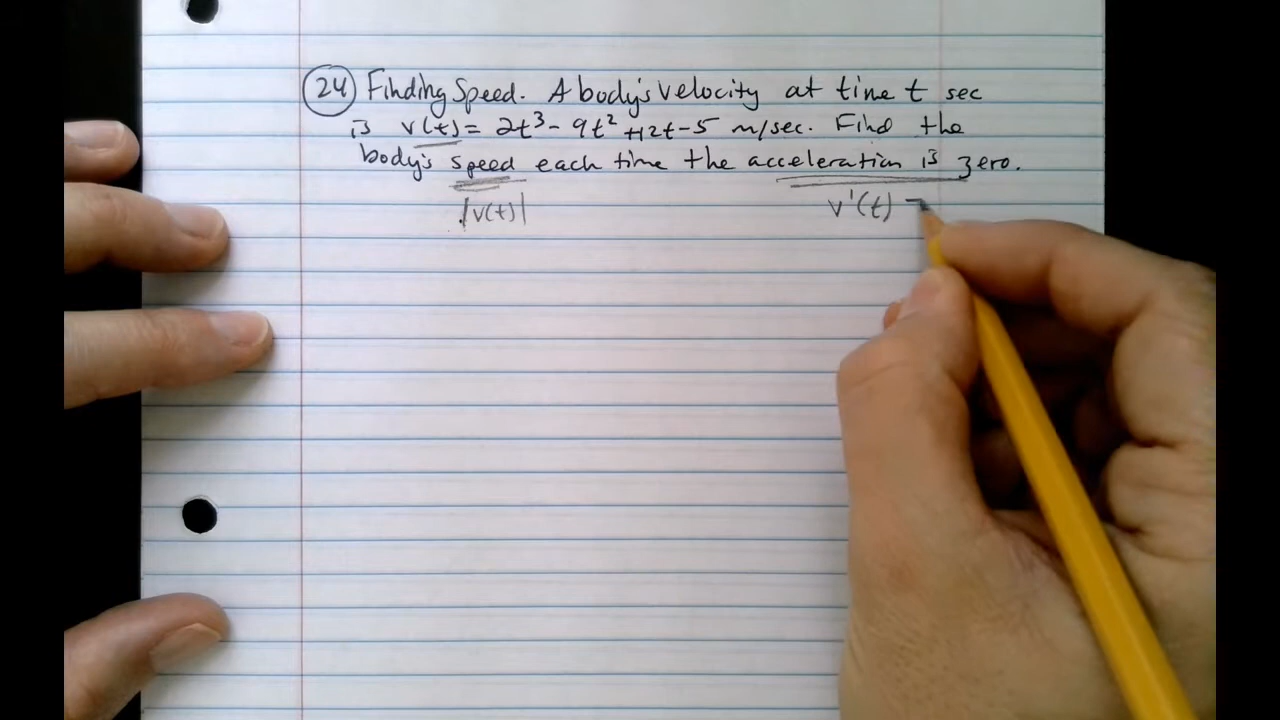 24 Finding Speed. A body's velocity at time t sec
is v(t) = 2t³ - 9t² + 12t - 5 m/sec. Find the
body's speed each time the acceleration is zero.
|v(t)| v'(t) =